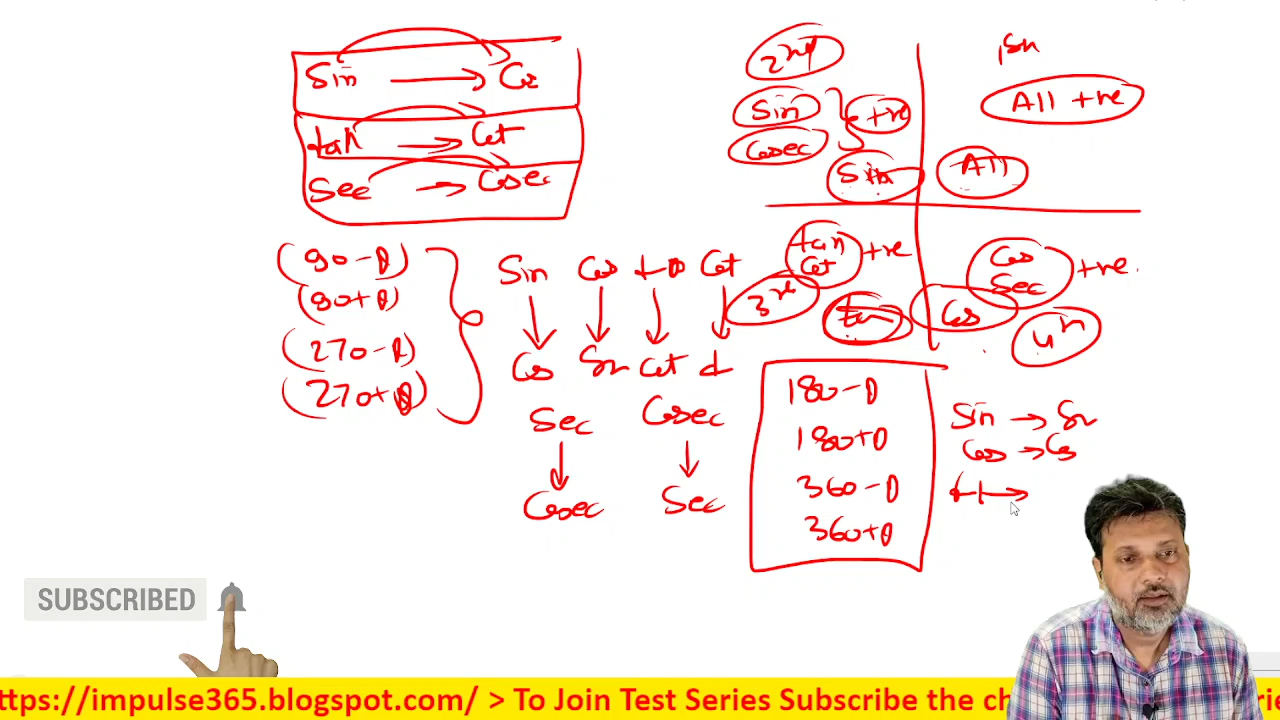 Sin → Cos
tan → Cot
Sec → Cosec
(90-θ)
(90+θ)
(270-θ)
(270+θ)
Sin Cos tan Cot
↓ ↓ ↓ ↓
Cos Sin Cot t
Sec Cosec
↓ ↓
Cosec Sec
2nd
Sin
Cosec
+ve
Sin
1st
All +ve
All
tan
Cot
+ve
3rd
tan
Cos
Sec
+ve
Cos
4th
180-θ
180+θ
360-θ
360+θ
Sin → Sin
Cos → Cos
t →
SUBSCRIBED
ttps://impulse365.blogspot.com/ > To Join Test Series Subscribe the ch